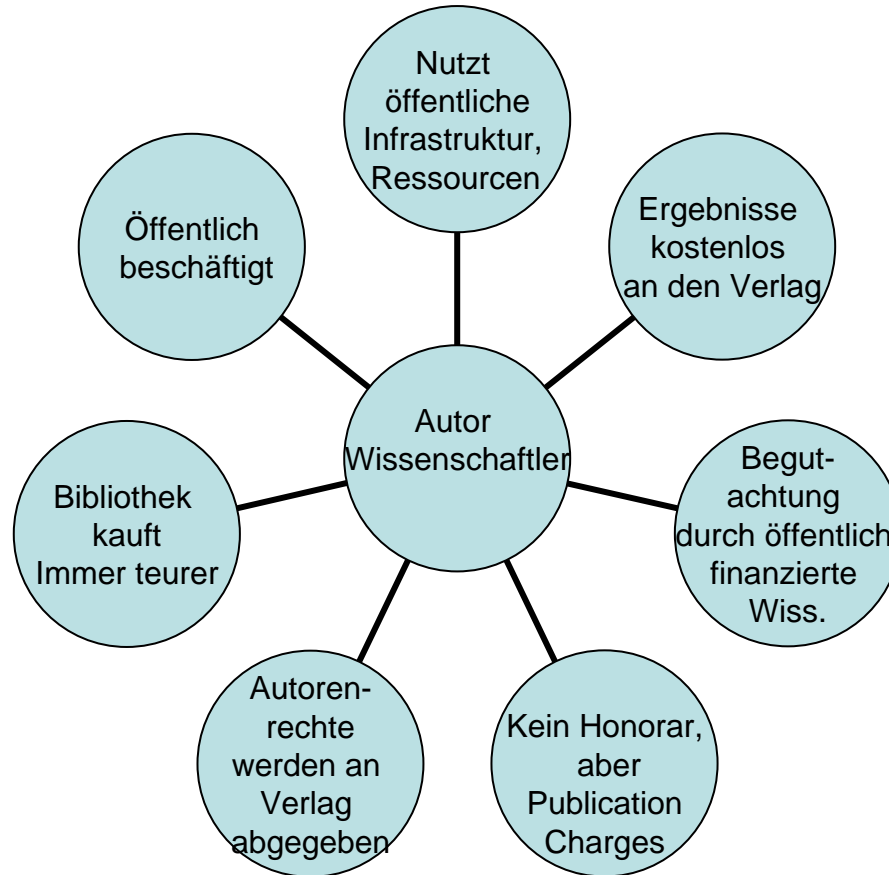 Nutzt
öffentliche
Infrastruktur,
Ressourcen
Ergebnisse
kostenlos
an den Verlag
Begut-
achtung
durch öffentlich
finanzierte
Wiss.
Kein Honorar,
aber
Publication
Charges
Autoren-
rechte
werden an
Verlag
abgegeben
Bibliothek
kauft
Immer teurer
Öffentlich
beschäftigt
Autor
Wissenschaftler